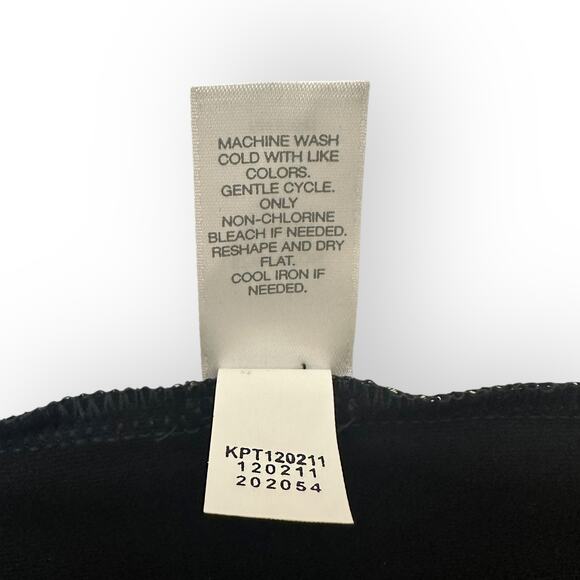 MACHINE WASH
COLD WITH LIKE
COLORS.
GENTLE CYCLE.
ONLY
NON-CHLORINE
BLEACH IF NEEDED.
RESHAPE AND DRY
FLAT.
COOL IRON IF
NEEDED.
KPT120211
120211
202054